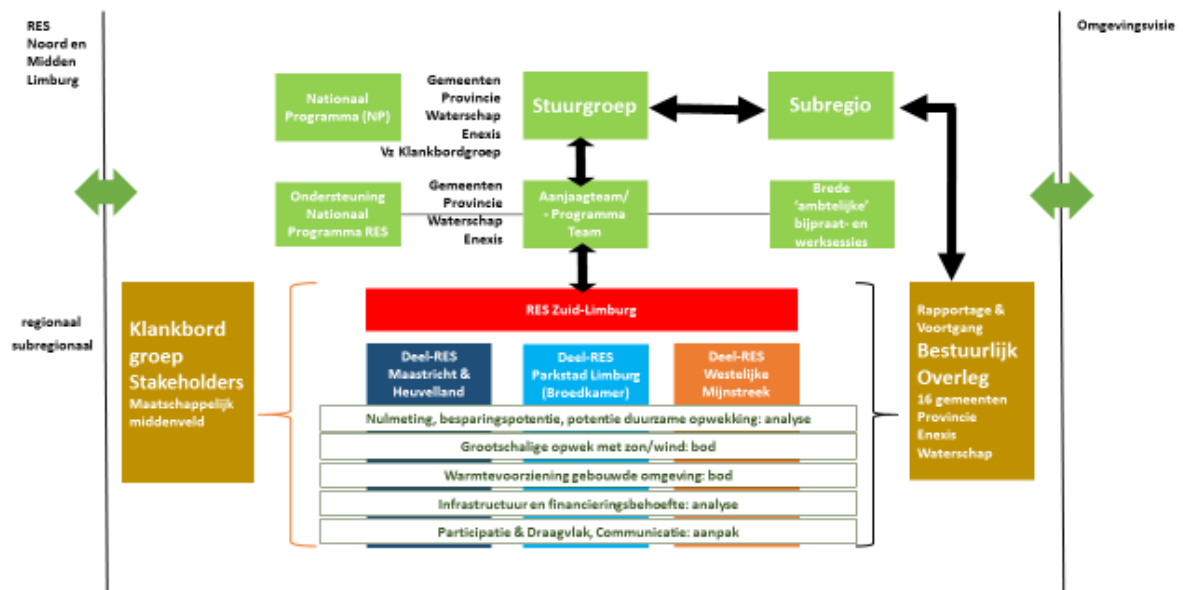 RES
Noord en
Midden
Limburg
Omgevingsvisie
Nationaal
Programma (NP)
Gemeenten
Provincie
Waterschap
Enexis
Vz Klankbordgroep
Stuurgroep
Subregio
Ondersteuning
Nationaal
Programma RES
Gemeenten
Provincie
Waterschap
Enexis
Aanjaagteam/
- Programma
Team
Brede
‘ambtelijke’
bijpraat- en
werksessies
regionaal
subregionaal
Klankbord
groep
Stakeholders
Maatschappelijk
middenveld
RES Zuid-Limburg
Deel-RES
Maastricht &
Heuvelland
Deel-RES
Parkstad Limburg
(Broedkamer)
Deel-RES
Westelijke
Mijnstreek
Nulmeting, besparingspotentie, potentie duurzame opwekking: analyse
Grootschalige opwek met zon/wind: bod
Warmtevoorziening gebouwde omgeving: bod
Infrastructuur en financieringsbehoefte: analyse
Participatie & Draagvlak, Communicatie: aanpak
Rapportage &
Voortgang
Bestuurlijk
Overleg
16 gemeenten
Provincie
Enexis
Waterschap